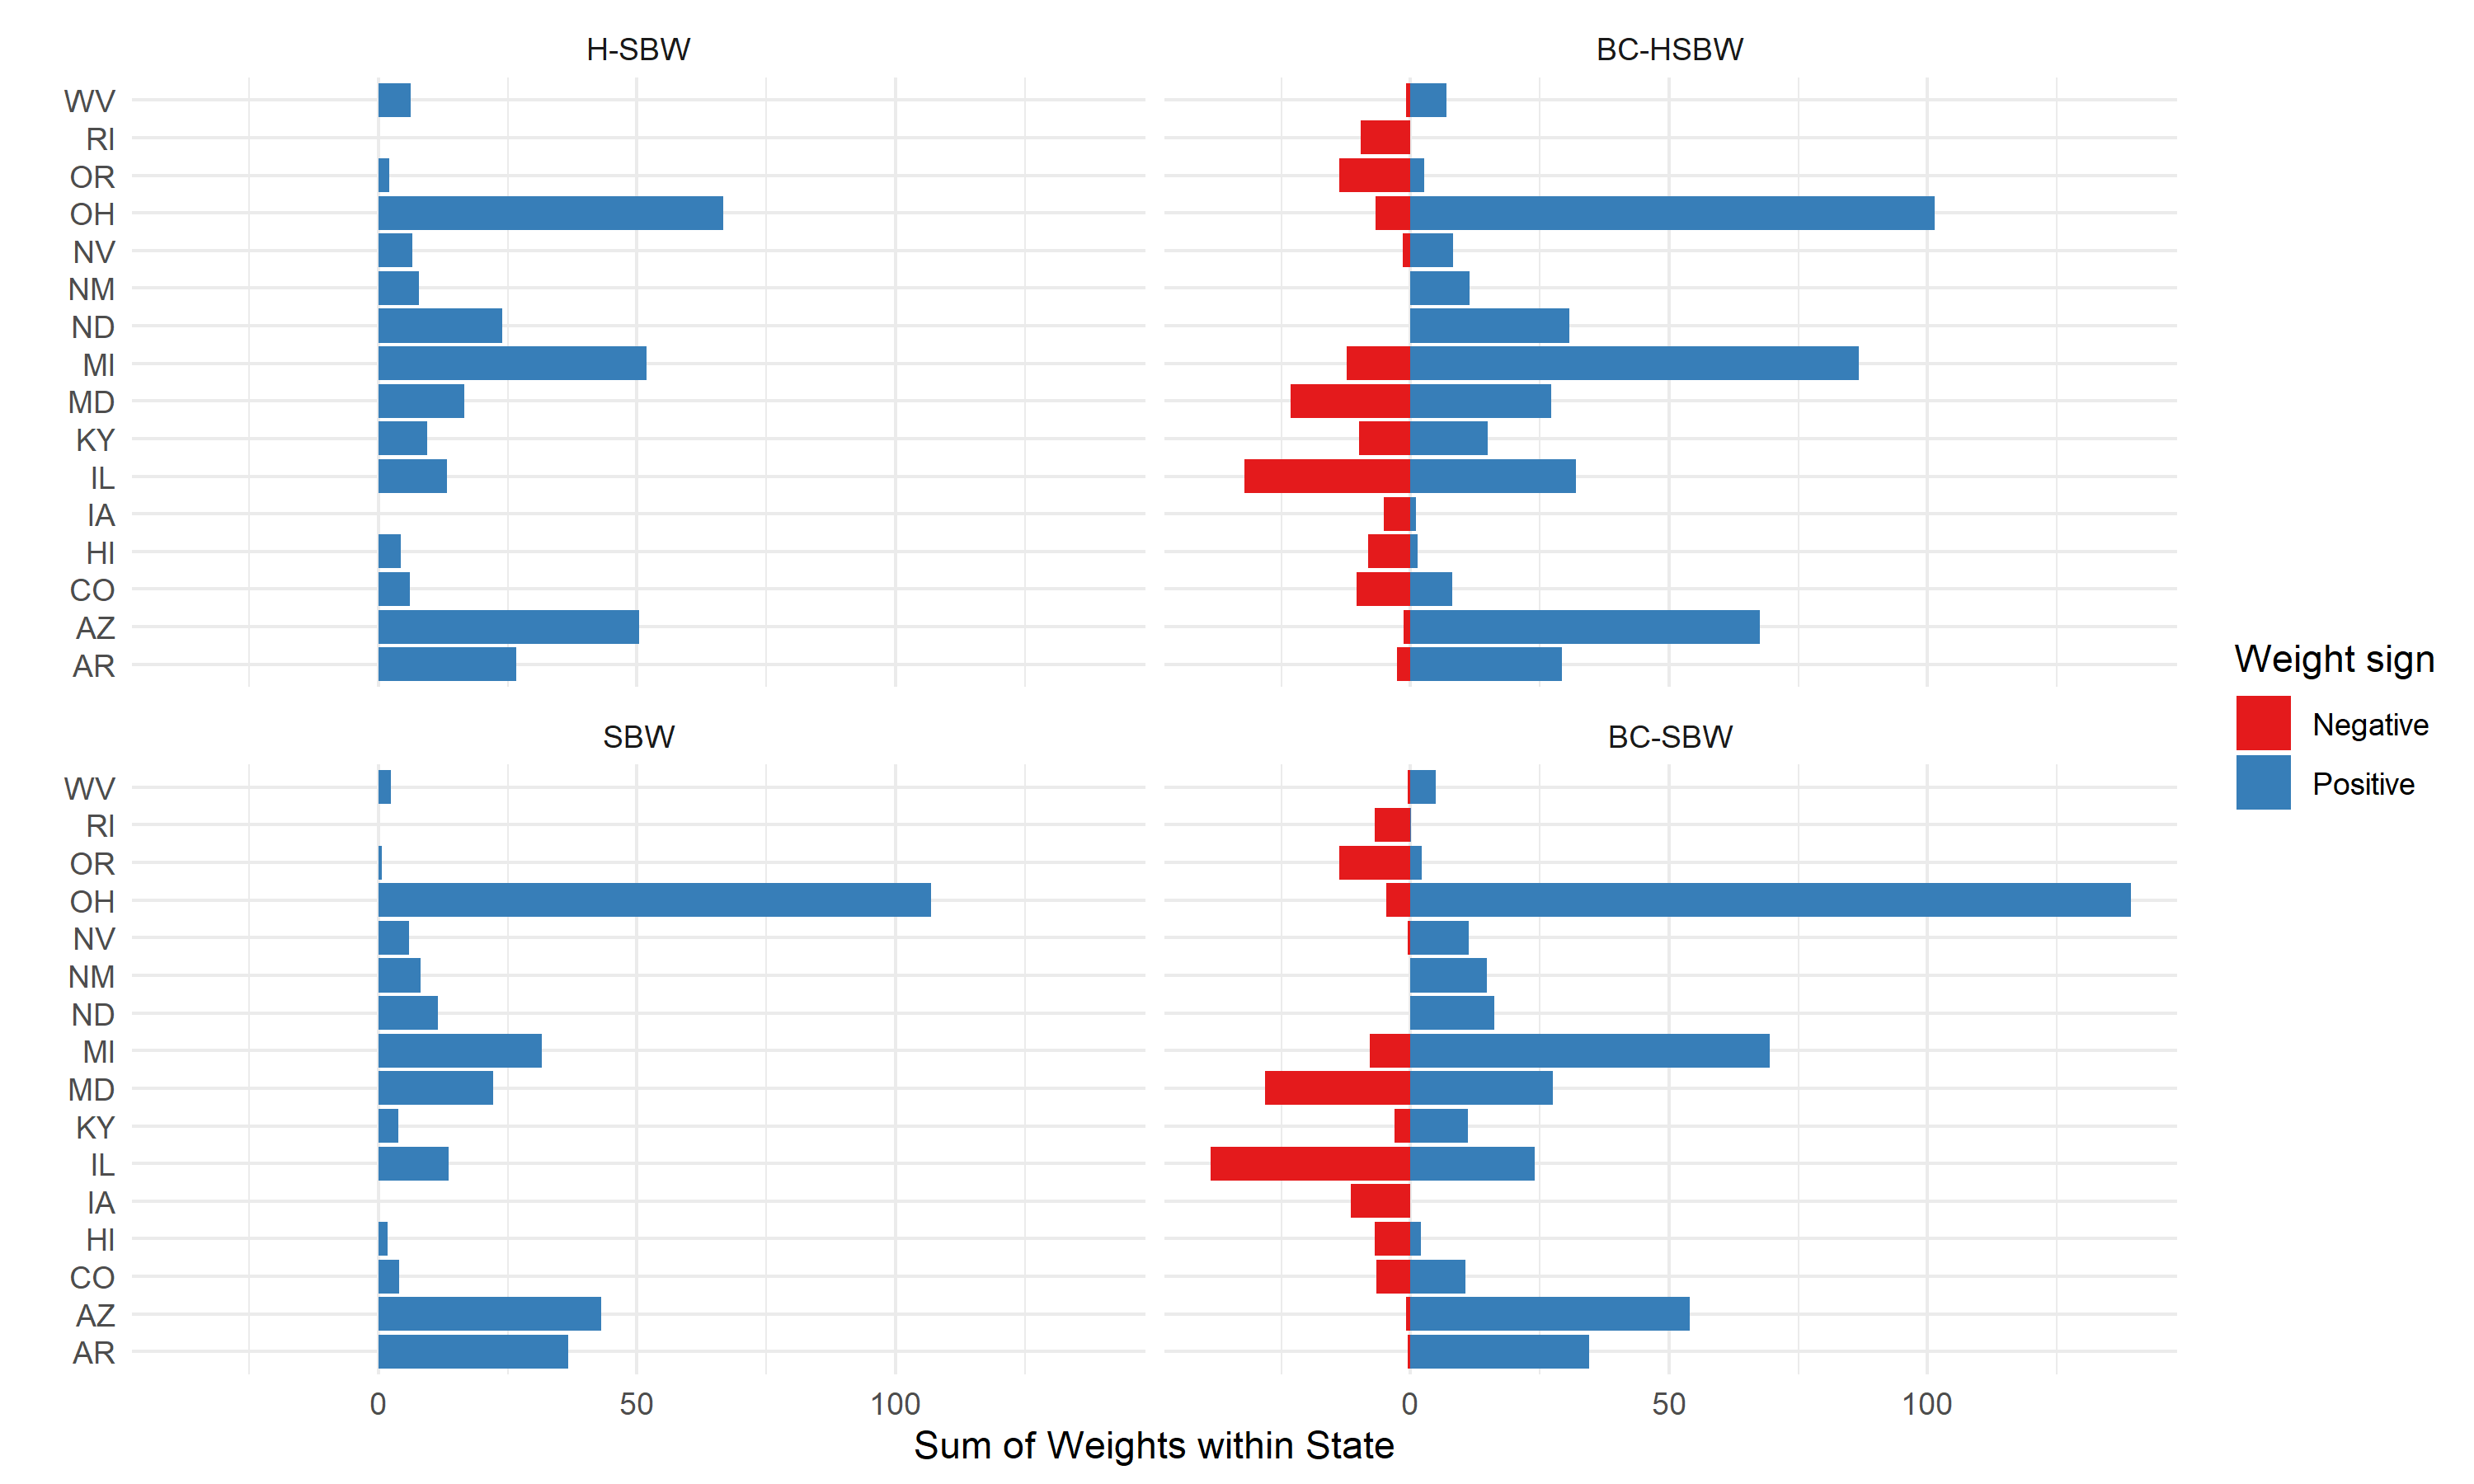 H-SBW
BC-HSBW
WV
RI
OR
OH
NV
NM
ND
MI
MD
KY
IL
IA
HI
CO
AZ
AR
SBW
BC-SBW
WV
RI
OR
OH
NV
NM
ND
MI
MD
KY
IL
IA
HI
CO
AZ
AR
0 50 100 0 50 100
Sum of Weights within State
Weight sign
Negative
Positive